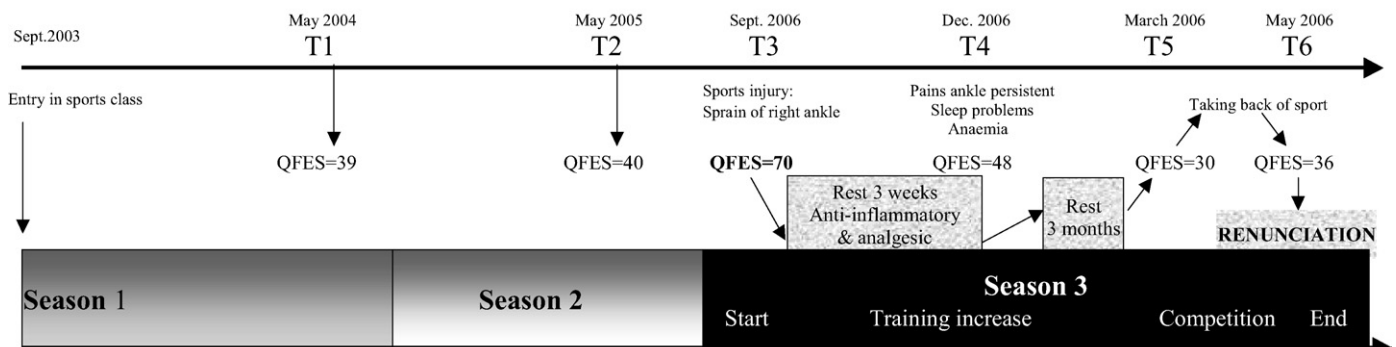 Sept.2003
May 2004
T1
May 2005
T2
Sept. 2006
T3
Dec. 2006
T4
March 2006
T5
May 2006
T6
Entry in sports class
Sports injury:
Sprain of right ankle
Pains ankle persistent
Sleep problems
Anaemia
Taking back of sport
QFES=39
QFES=40
QFES=70
QFES=48
QFES=30
QFES=36
Rest 3 weeks
Anti-inflammatory
& analgesic
Rest
3 months
RENUNCIATION
Season 1
Season 2
Season 3
Start
Training increase
Competition
End